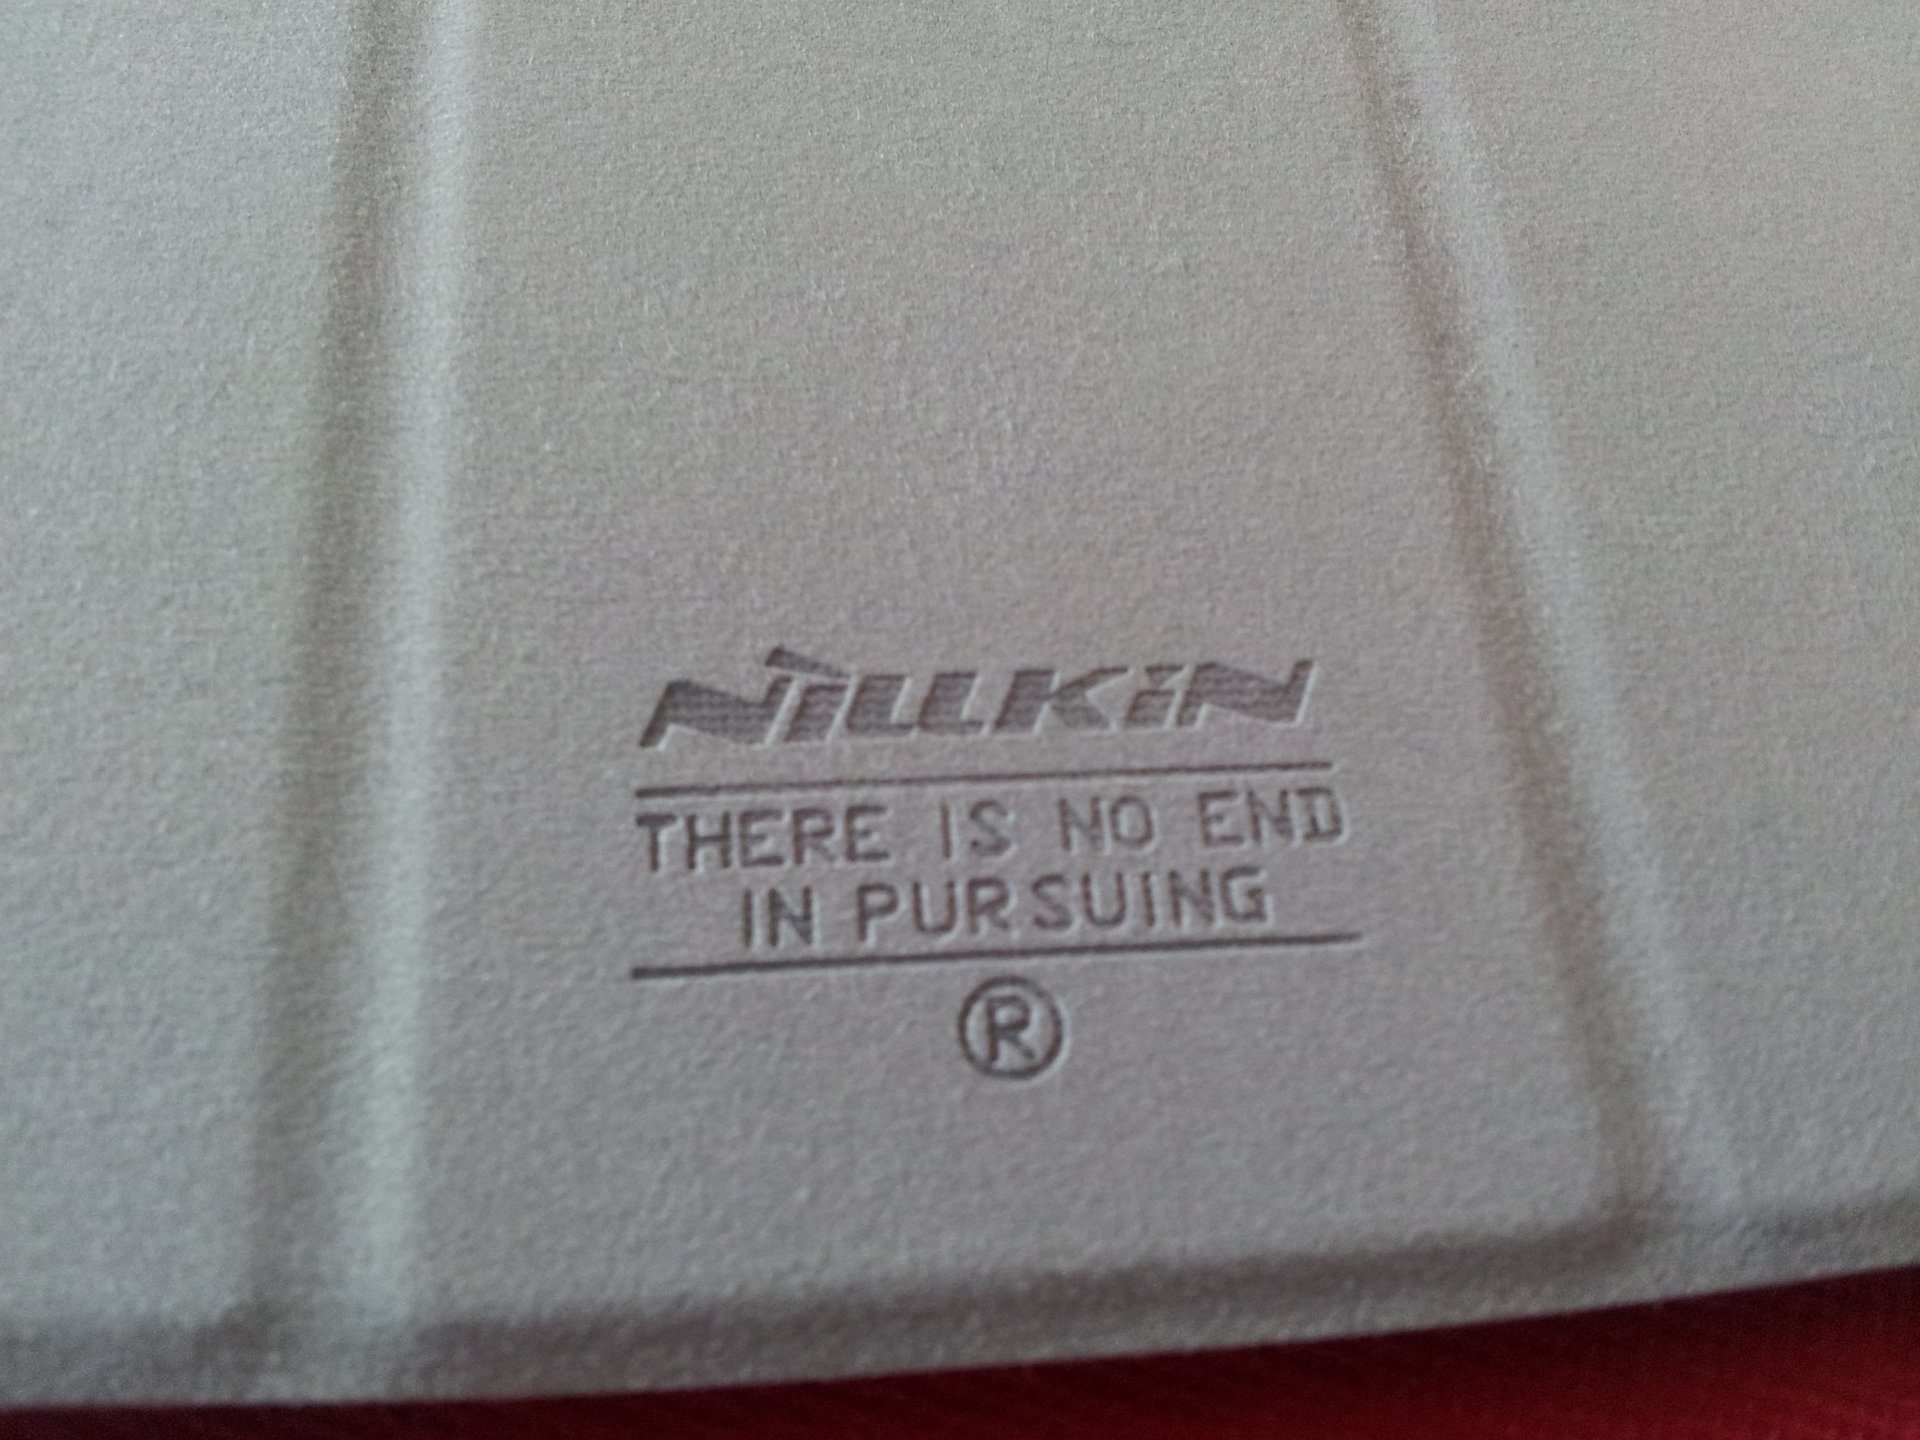 NiLLKiN
THERE IS NO END
IN PURSUING
®